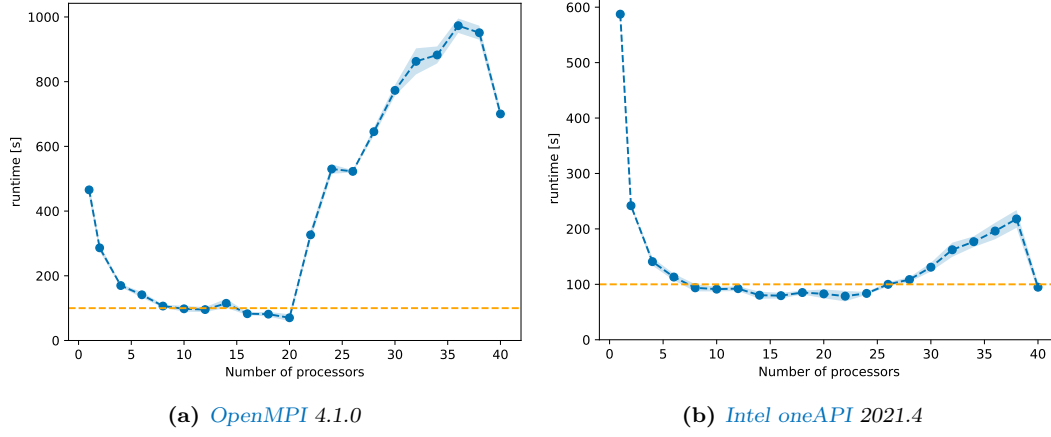 1000
800
600
400
200
0
runtime [s]
0 5 10 15 20 25 30 35 40
Number of processors
(a) OpenMPI 4.1.0
600
500
400
300
200
100
0
runtime [s]
0 5 10 15 20 25 30 35 40
Number of processors
(b) Intel oneAPI 2021.4